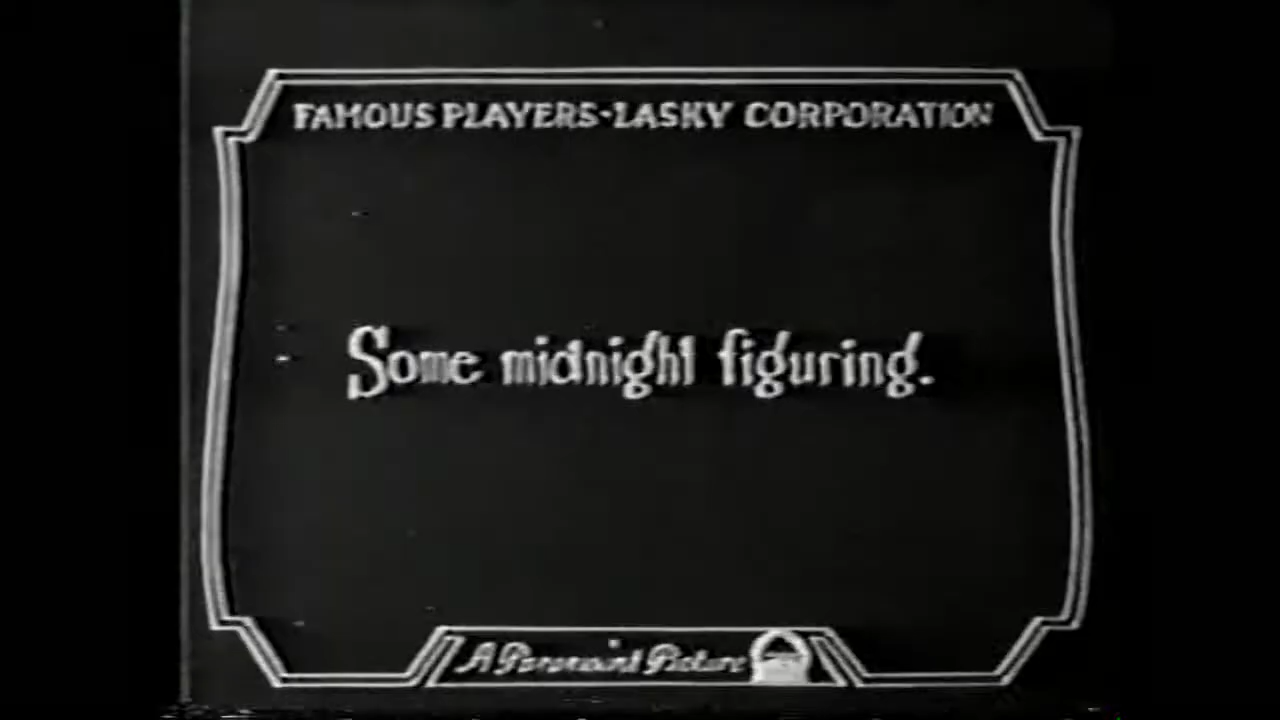 FAMOUS PLAYERS-LASKY CORPORATION
Some midnight figuring.
A Paramount Picture